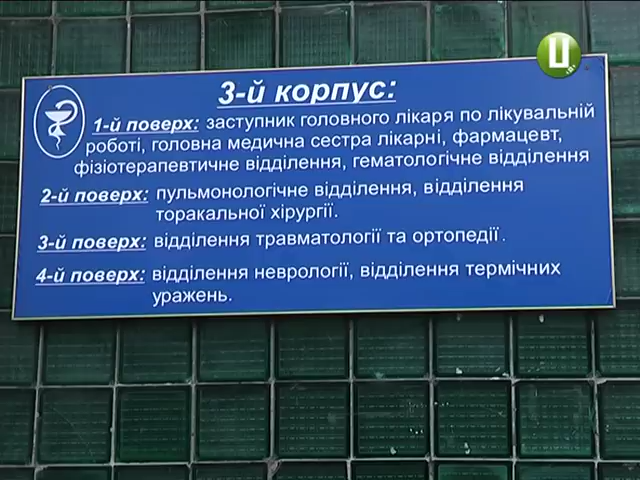 Ц
3-й корпус:
1-й поверх: заступник головного лікаря по лікувальній
роботі, головна медична сестра лікарні, фармацевт,
фізіотерапевтичне відділення, гематологічне відділення
2-й поверх: пульмонологічне відділення, відділення
торакальної хірургії.
3-й поверх: відділення травматології та ортопедії.
4-й поверх: відділення неврології, відділення термічних
уражень.